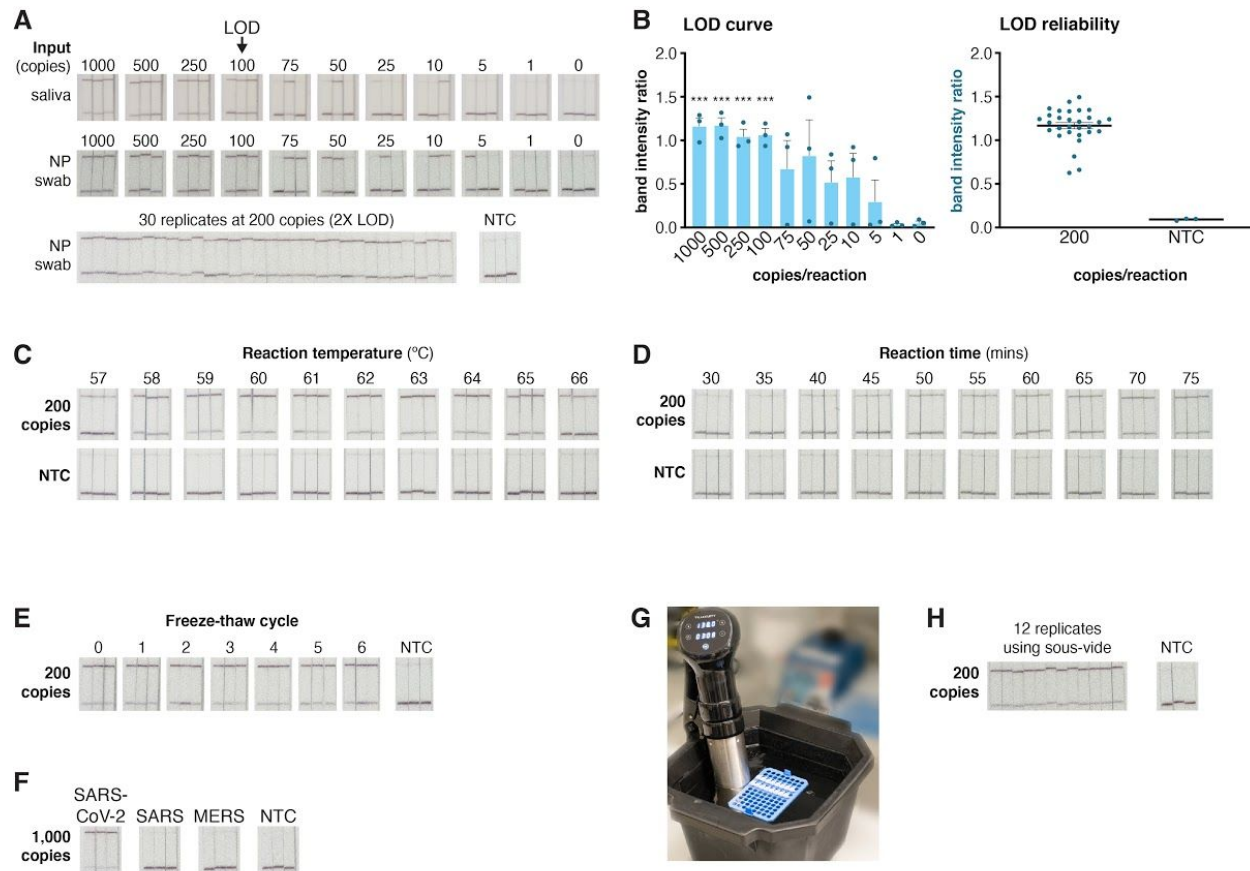 A
LOD
Input
(copies)
1000 500 250 100 75 50 25 10 5 1 0
saliva
1000 500 250 100 75 50 25 10 5 1 0
NP
swab
30 replicates at 200 copies (2X LOD)
NTC
NP
swab
B
LOD curve
band intensity ratio
2.0
1.5
1.0
0.5
0.0
*** *** *** ***
1000 500 250 100 75 50 25 10 5 1 0
copies/reaction
LOD reliability
band intensity ratio
2.0
1.5
1.0
0.5
0.0
200 NTC
copies/reaction
C
Reaction temperature (ºC)
57 58 59 60 61 62 63 64 65 66
200
copies
NTC
D
Reaction time (mins)
30 35 40 45 50 55 60 65 70 75
200
copies
NTC
E
Freeze-thaw cycle
0 1 2 3 4 5 6 NTC
200
copies
F
SARS-
CoV-2 SARS MERS NTC
1,000
copies
G
H
12 replicates
using sous-vide
NTC
200
copies